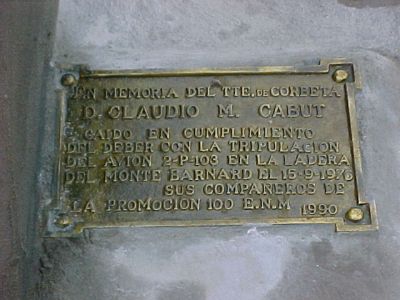 EN MEMORIA DEL TTE. DE CORBETA
D. CLAUDIO M. CABUT
CAIDO EN CUMPLIMIENTO
DEL DEBER CON LA TRIPULACION
DEL AVION 2-P-103 EN LA LADERA
DEL MONTE BARNARD EL 15-9-1976
SUS COMPAÑEROS DE
LA PROMOCION 100 E.N.M 1990